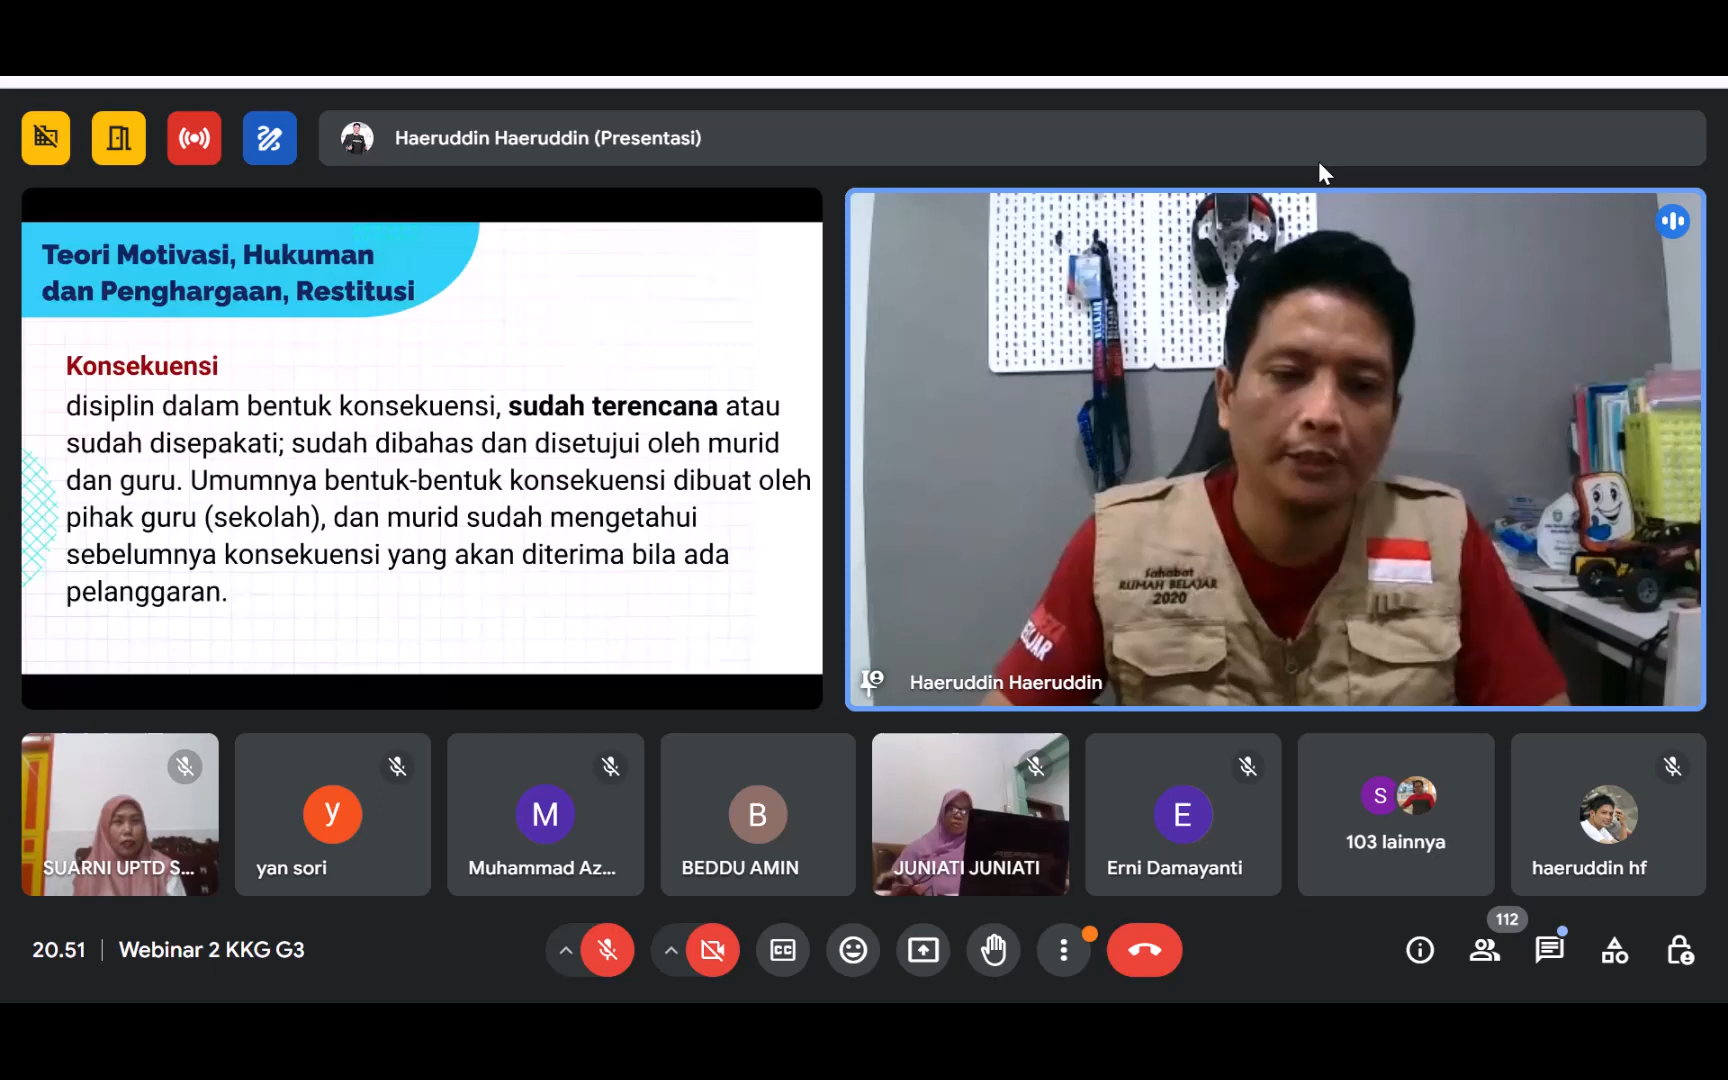 Haeruddin Haeruddin (Presentasi)
Teori Motivasi, Hukuman
dan Penghargaan, Restitusi
Konsekuensi
disiplin dalam bentuk konsekuensi, sudah terencana atau
sudah disepakati; sudah dibahas dan disetujui oleh murid
dan guru. Umumnya bentuk-bentuk konsekuensi dibuat oleh
pihak guru (sekolah), dan murid sudah mengetahui
sebelumnya konsekuensi yang akan diterima bila ada
pelanggaran.
Sahabat
RUMAH BELAJAR
2020
Haeruddin Haeruddin
SUARNI UPTD S...
y
yan sori
M
Muhammad Az...
B
BEDDU AMIN
JUNIATI JUNIATI
E
Erni Damayanti
S
103 lainnya
haeruddin hf
20.51
Webinar 2 KKG G3
CC
112